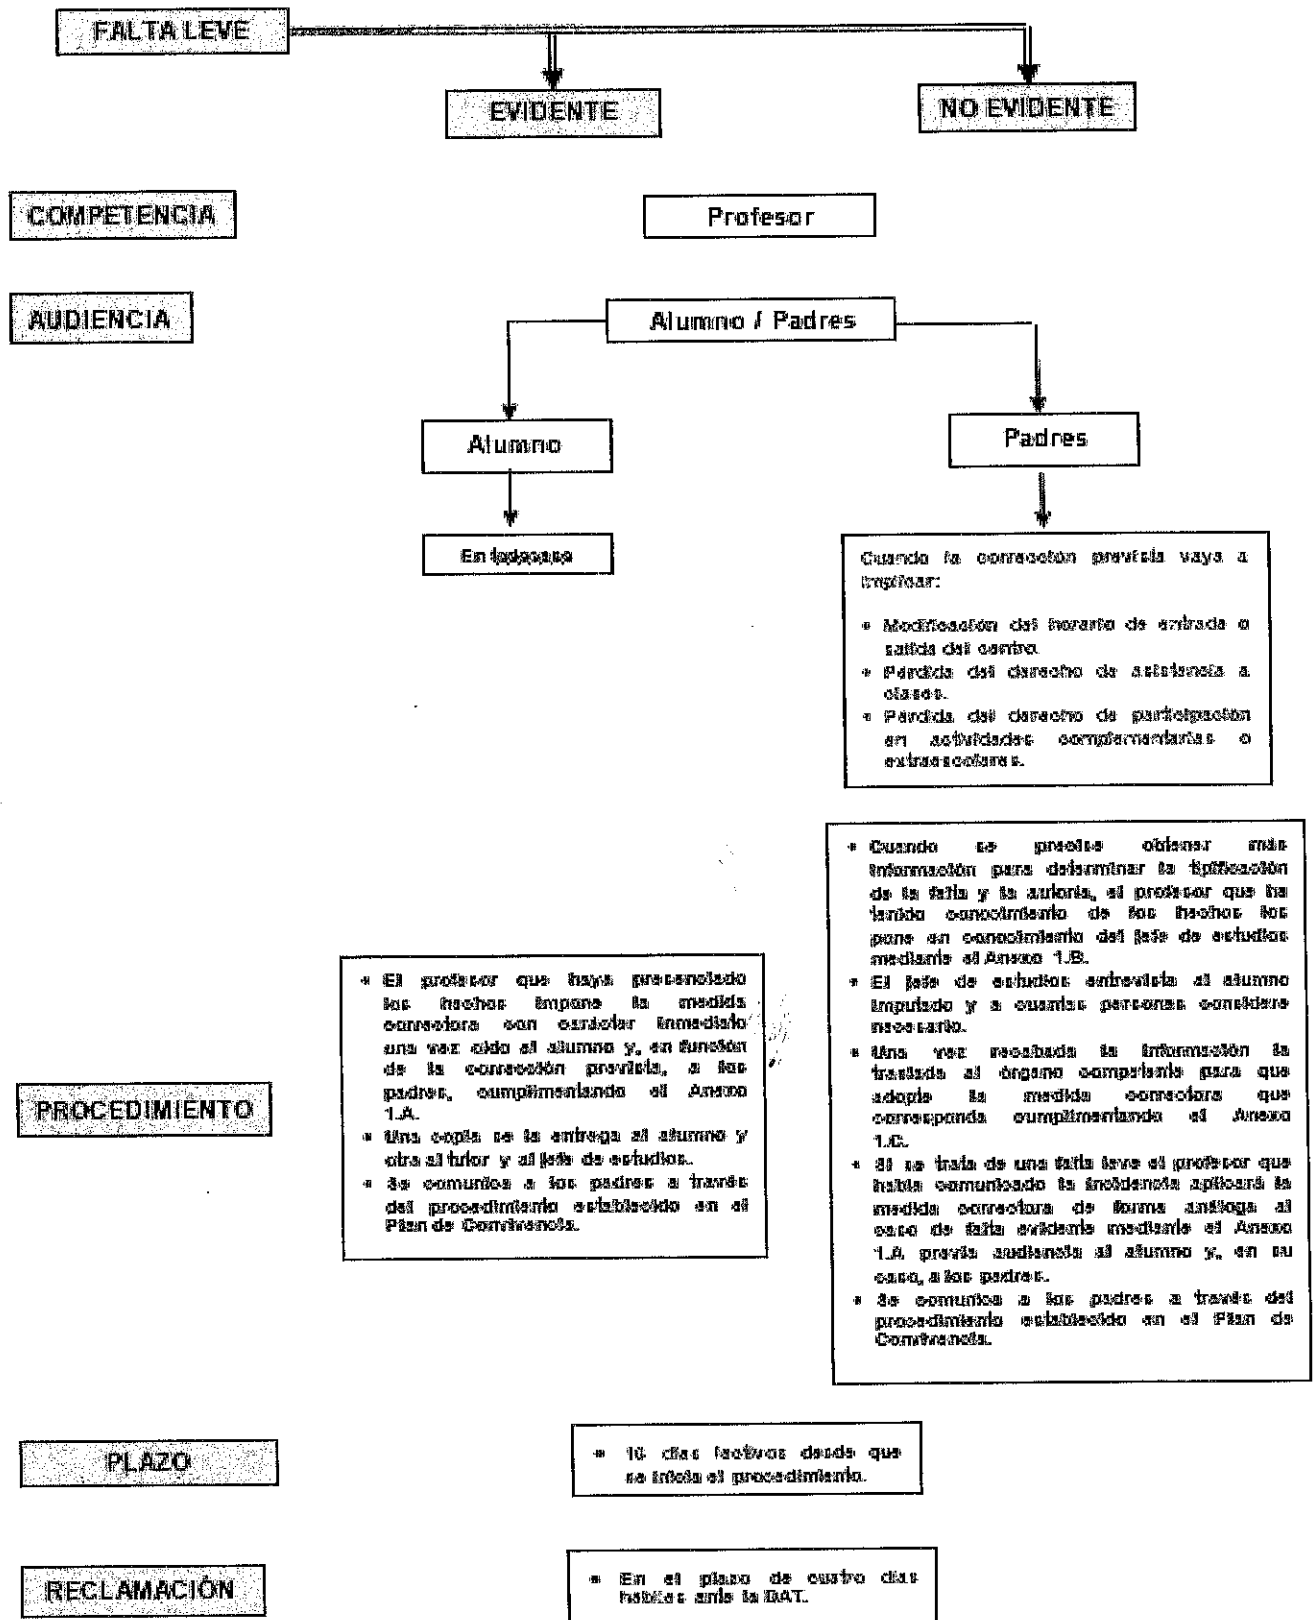 FALTA LEVE
EVIDENTE
NO EVIDENTE
COMPETENCIA
Profesor
AUDIENCIA
Alumno / Padres
Alumno
Padres
En todo caso
Cuando la corrección prevista vaya a
implicar:
• Modificación del horario de entrada o
salida del centro.
• Pérdida del derecho de asistencia a
clases.
• Pérdida del derecho de participación
en actividades complementarias o
extraescolares.
PROCEDIMIENTO
• El profesor que haya presenciado
los hechos impone la medida
correctora con carácter inmediato
una vez oído al alumno y, en función
de la corrección prevista, a los
padres, cumplimentando el Anexo
1.A.
• Una copia se la entrega al alumno y
otra al tutor y al jefe de estudios.
• Se comunica a los padres a través
del procedimiento establecido en el
Plan de Convivencia.
• Cuando se precise obtener más
información para determinar la tipificación
de la falta y la autoría, el profesor que ha
tenido conocimiento de los hechos los
pone en conocimiento del jefe de estudios
mediante el Anexo 1.B.
• El jefe de estudios entrevista al alumno
imputado y a cuantas personas considere
necesario.
• Una vez recabada la información la
traslada al órgano competente para que
adopte la medida correctora que
corresponda cumplimentando el Anexo
1.C.
• Si se trata de una falta leve el profesor que
había comunicado la incidencia aplicará la
medida correctora de forma análoga al
caso de falta evidente mediante el Anexo
1.A previa audiencia al alumno y, en su
caso, a los padres.
• Se comunica a los padres a través del
procedimiento establecido en el Plan de
Convivencia.
PLAZO
• 10 días lectivos desde que
se inicia el procedimiento.
RECLAMACIÓN
• En el plazo de cuatro días
hábiles ante la DAT.